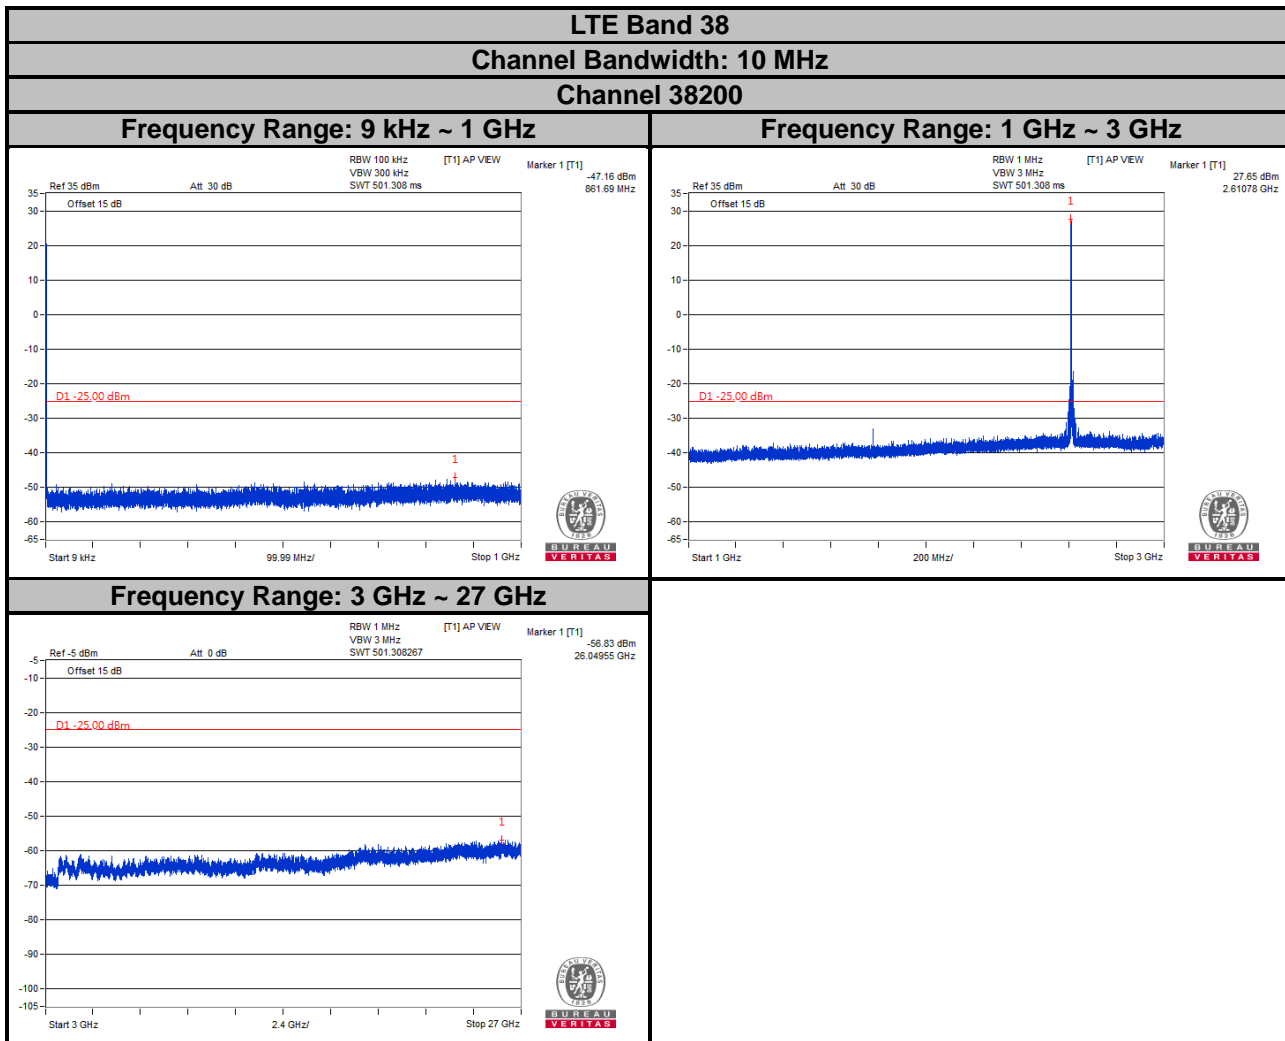 LTE Band 38
Channel Bandwidth: 10 MHz
Channel 38200
Frequency Range: 9 kHz ~ 1 GHz
RBW 100 kHz [T1] AP VIEW Marker 1 [T1]
VBW 300 kHz -47.16 dBm
Ref 35 dBm Att 30 dB SWT 501.308 ms 861.69 MHz
35
Offset 15 dB
30
20
10
0
-10
-20
D1 -25.00 dBm
-30
-40
1
-50
-60
-65
Start 9 kHz 99.99 MHz/ Stop 1 GHz
BUREAU VERITAS
1828
BUREAU
VERITAS
Frequency Range: 1 GHz ~ 3 GHz
RBW 1 MHz [T1] AP VIEW Marker 1 [T1]
VBW 3 MHz 27.65 dBm
Ref 35 dBm Att 30 dB SWT 501.308 ms 2.61078 GHz
35
1
Offset 15 dB
30
20
10
0
-10
-20
D1 -25.00 dBm
-30
-40
-50
-60
-65
Start 1 GHz 200 MHz/ Stop 3 GHz
BUREAU VERITAS
1828
BUREAU
VERITAS
Frequency Range: 3 GHz ~ 27 GHz
RBW 1 MHz [T1] AP VIEW Marker 1 [T1]
VBW 3 MHz -56.83 dBm
Ref -5 dBm Att 0 dB SWT 501.308267 26.04955 GHz
-5
Offset 15 dB
-10
-20
D1 -25.00 dBm
-30
-40
-50
1
-60
-70
-80
-90
-100
-105
Start 3 GHz 2.4 GHz/ Stop 27 GHz
BUREAU VERITAS
1828
BUREAU
VERITAS